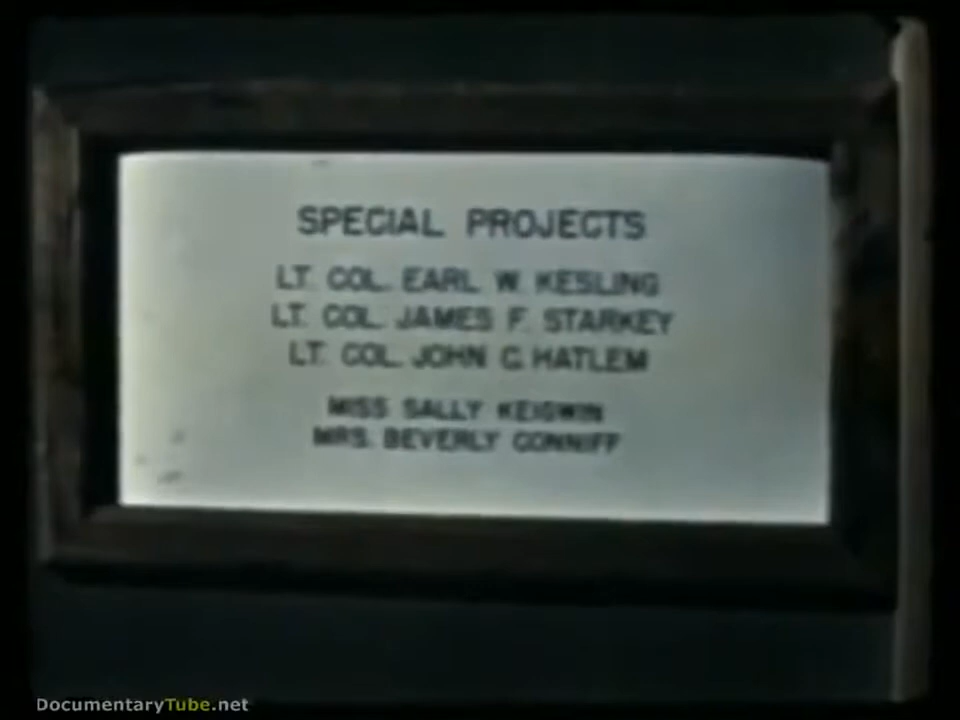 SPECIAL PROJECTS
LT. COL. EARL W. KESLING
LT. COL. JAMES F. STARKEY
LT. COL. JOHN C. HATLEM
MISS SALLY KEIGWIN
MRS. BEVERLY CONNIFF
DocumentaryTube.net